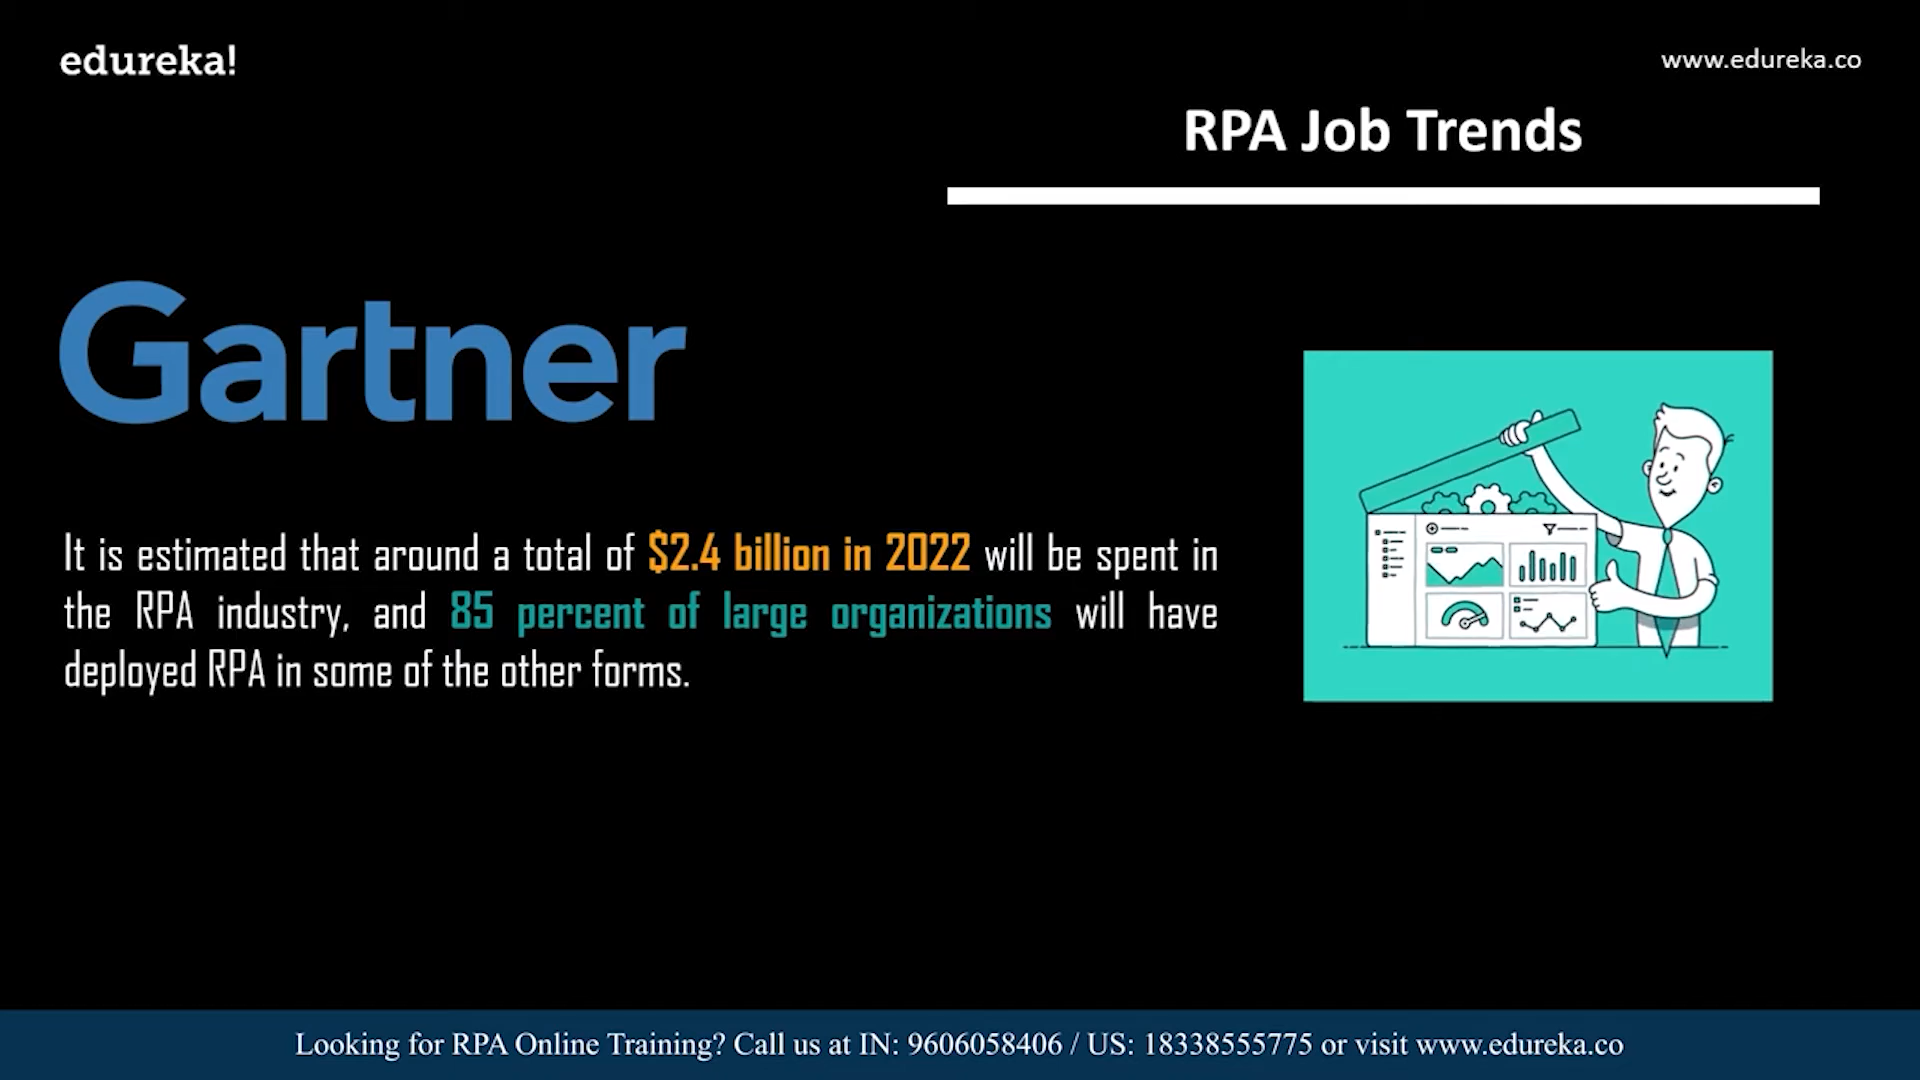 edureka!
www.edureka.co
RPA Job Trends
Gartner
It is estimated that around a total of $2.4 billion in 2022 will be spent in
the RPA industry, and 85 percent of large organizations will have
deployed RPA in some of the other forms.
Looking for RPA Online Training? Call us at IN: 9606058406 / US: 18338555775 or visit www.edureka.co